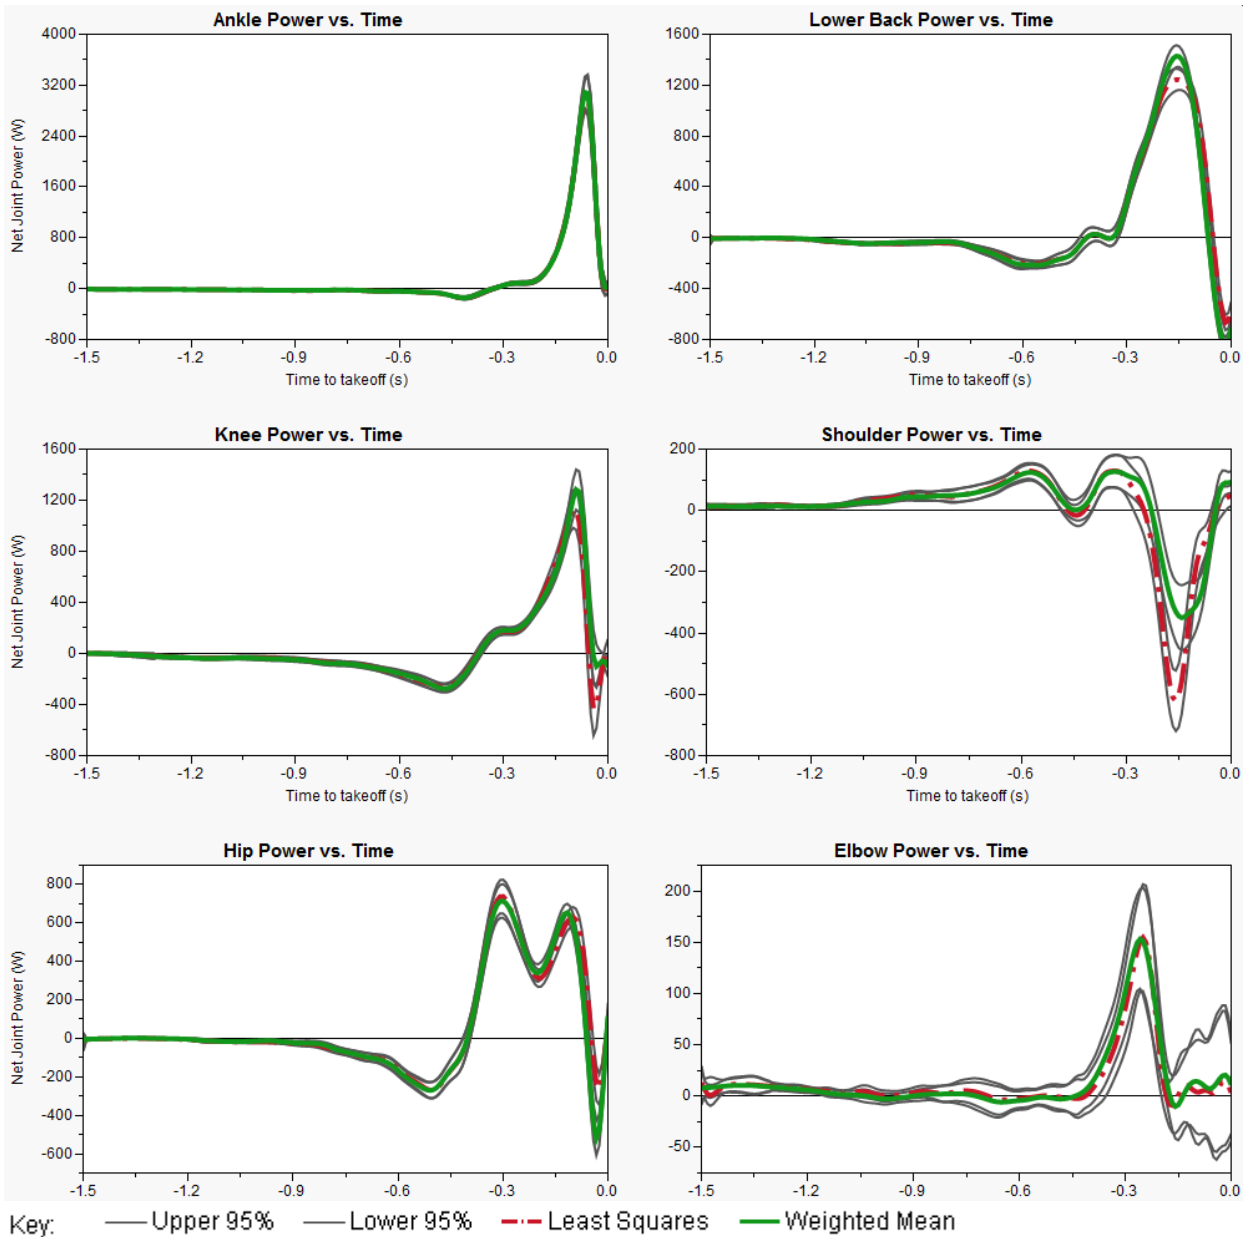 Ankle Power vs. Time
4000
3200
2400
1600
800
0
-800
Net Joint Power (W)
-1.5 -1.2 -0.9 -0.6 -0.3 0.0
Time to takeoff (s)
Lower Back Power vs. Time
1600
1200
800
400
0
-400
-800
-1.5 -1.2 -0.9 -0.6 -0.3 0.0
Time to takeoff (s)
Knee Power vs. Time
1600
1200
800
400
0
-400
-800
Net Joint Power (W)
-1.5 -1.2 -0.9 -0.6 -0.3 0.0
Time to takeoff (s)
Shoulder Power vs. Time
200
0
-200
-400
-600
-800
-1.5 -1.2 -0.9 -0.6 -0.3 0.0
Time to takeoff (s)
Hip Power vs. Time
800
600
400
200
0
-200
-400
-600
Net Joint Power (W)
-1.5 -1.2 -0.9 -0.6 -0.3 0.0
Elbow Power vs. Time
200
150
100
50
0
-50
-1.5 -1.2 -0.9 -0.6 -0.3 0.0
Key: Upper 95% Lower 95% Least Squares Weighted Mean